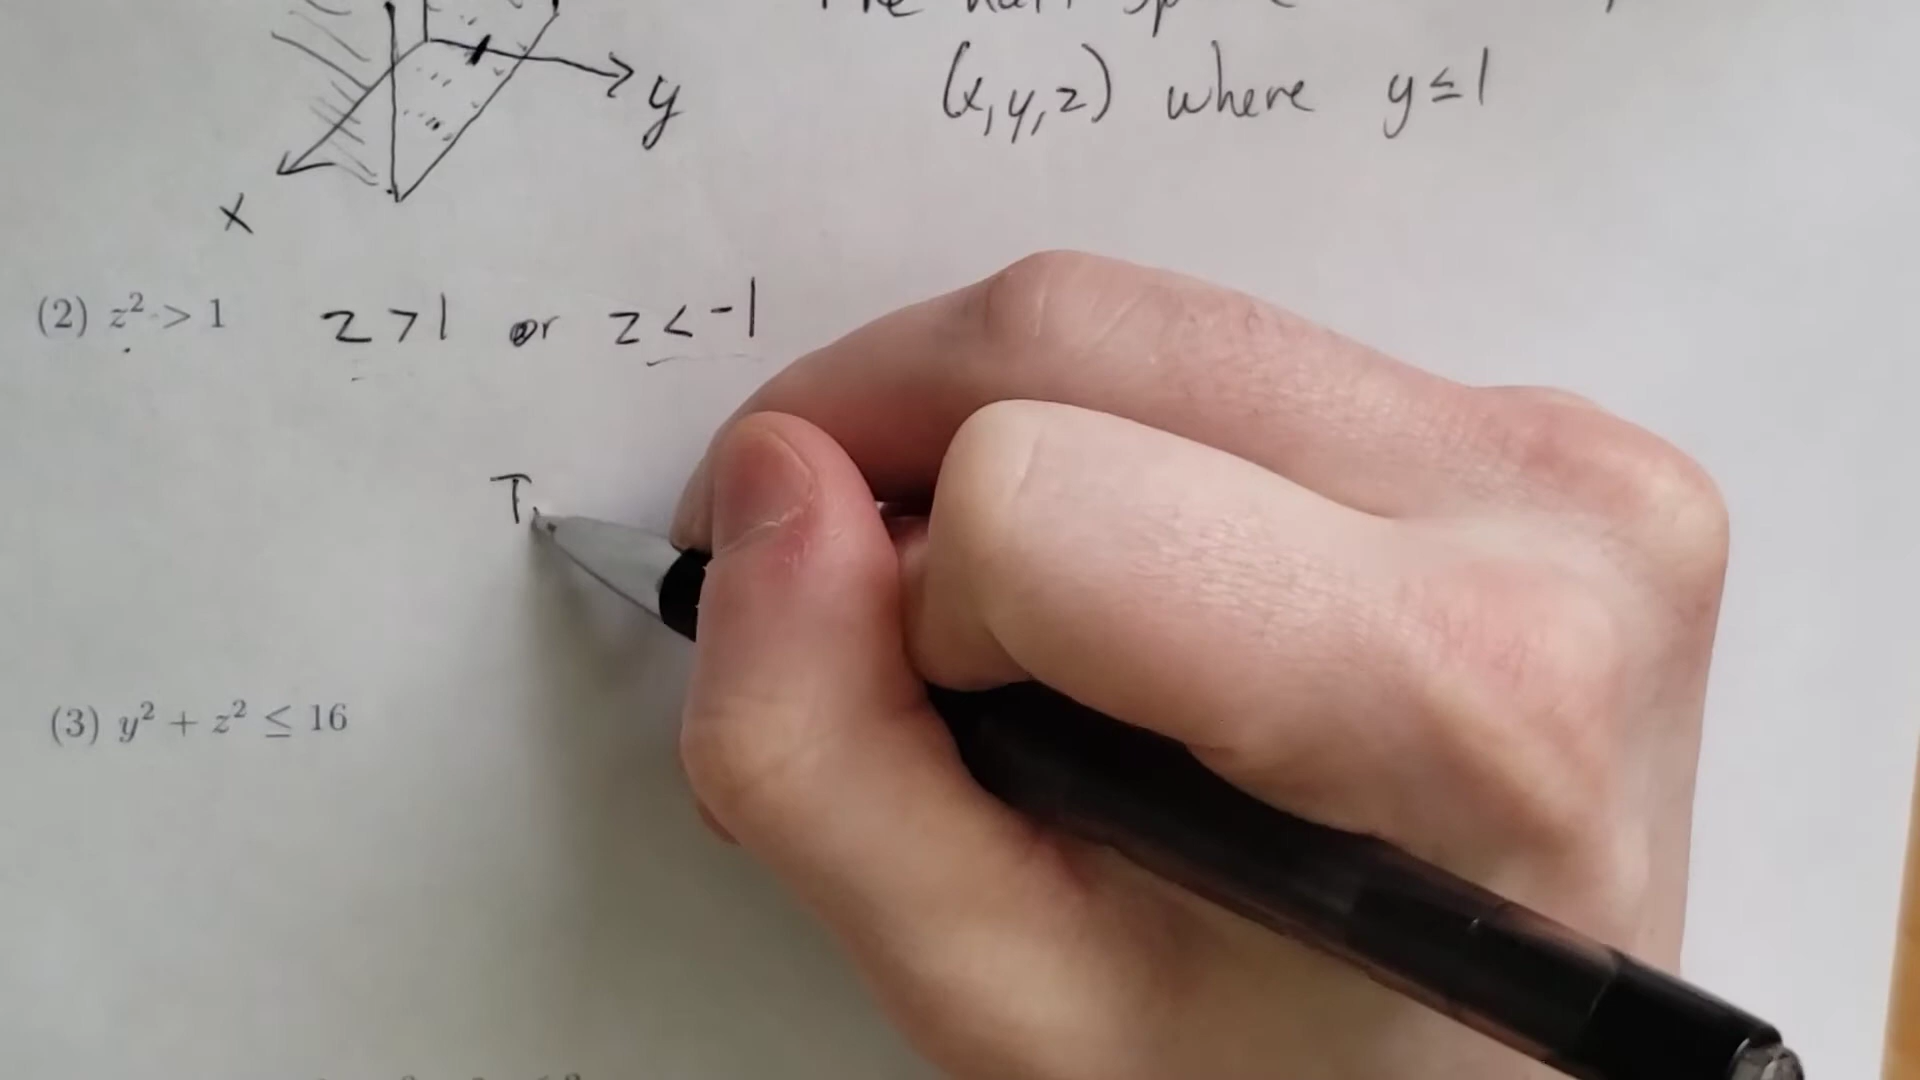 y
(x,y,z) where y≤1
x
(2) z² > 1 z>1 or z<-1
T
(3) y² + z² ≤ 16